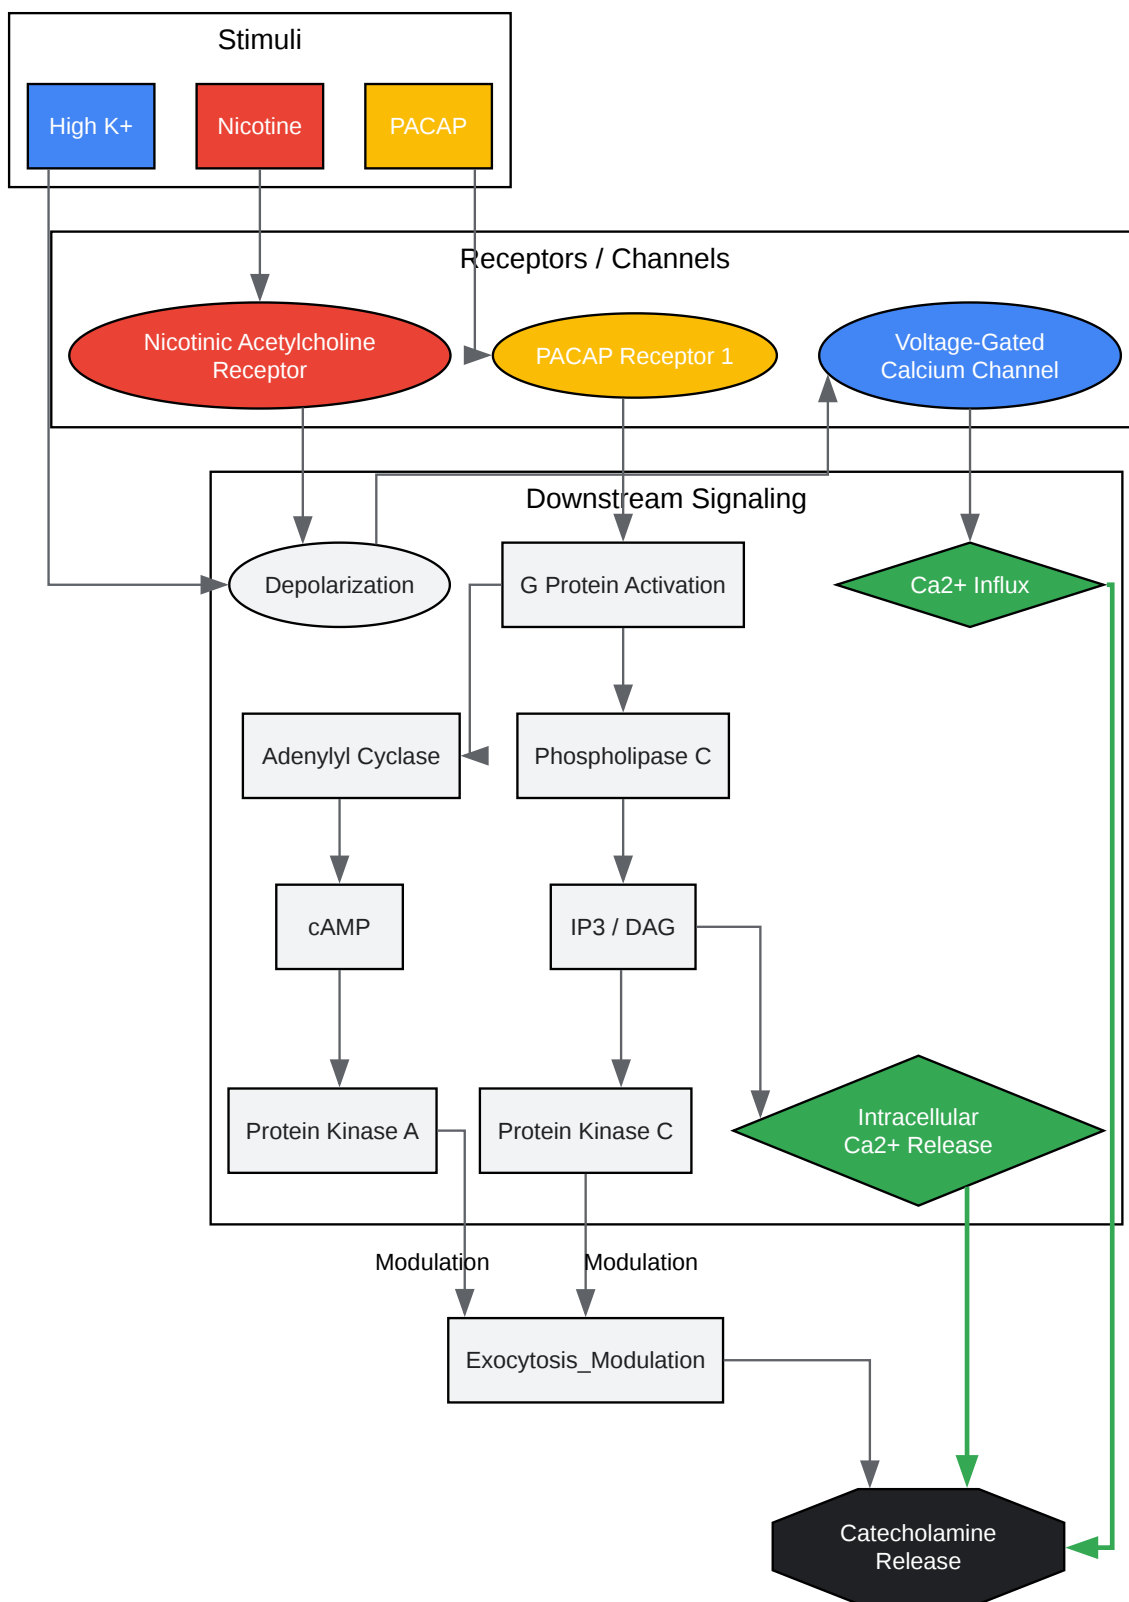 Stimuli
High K+
Nicotine
PACAP
Receptors / Channels
Nicotinic Acetylcholine
Receptor
PACAP Receptor 1
Voltage-Gated
Calcium Channel
Downstream Signaling
Depolarization
G Protein Activation
Ca2+ Influx
Adenylyl Cyclase
Phospholipase C
cAMP
IP3 / DAG
Protein Kinase A
Protein Kinase C
Intracellular
Ca2+ Release
Modulation
Modulation
Exocytosis_Modulation
Catecholamine
Release